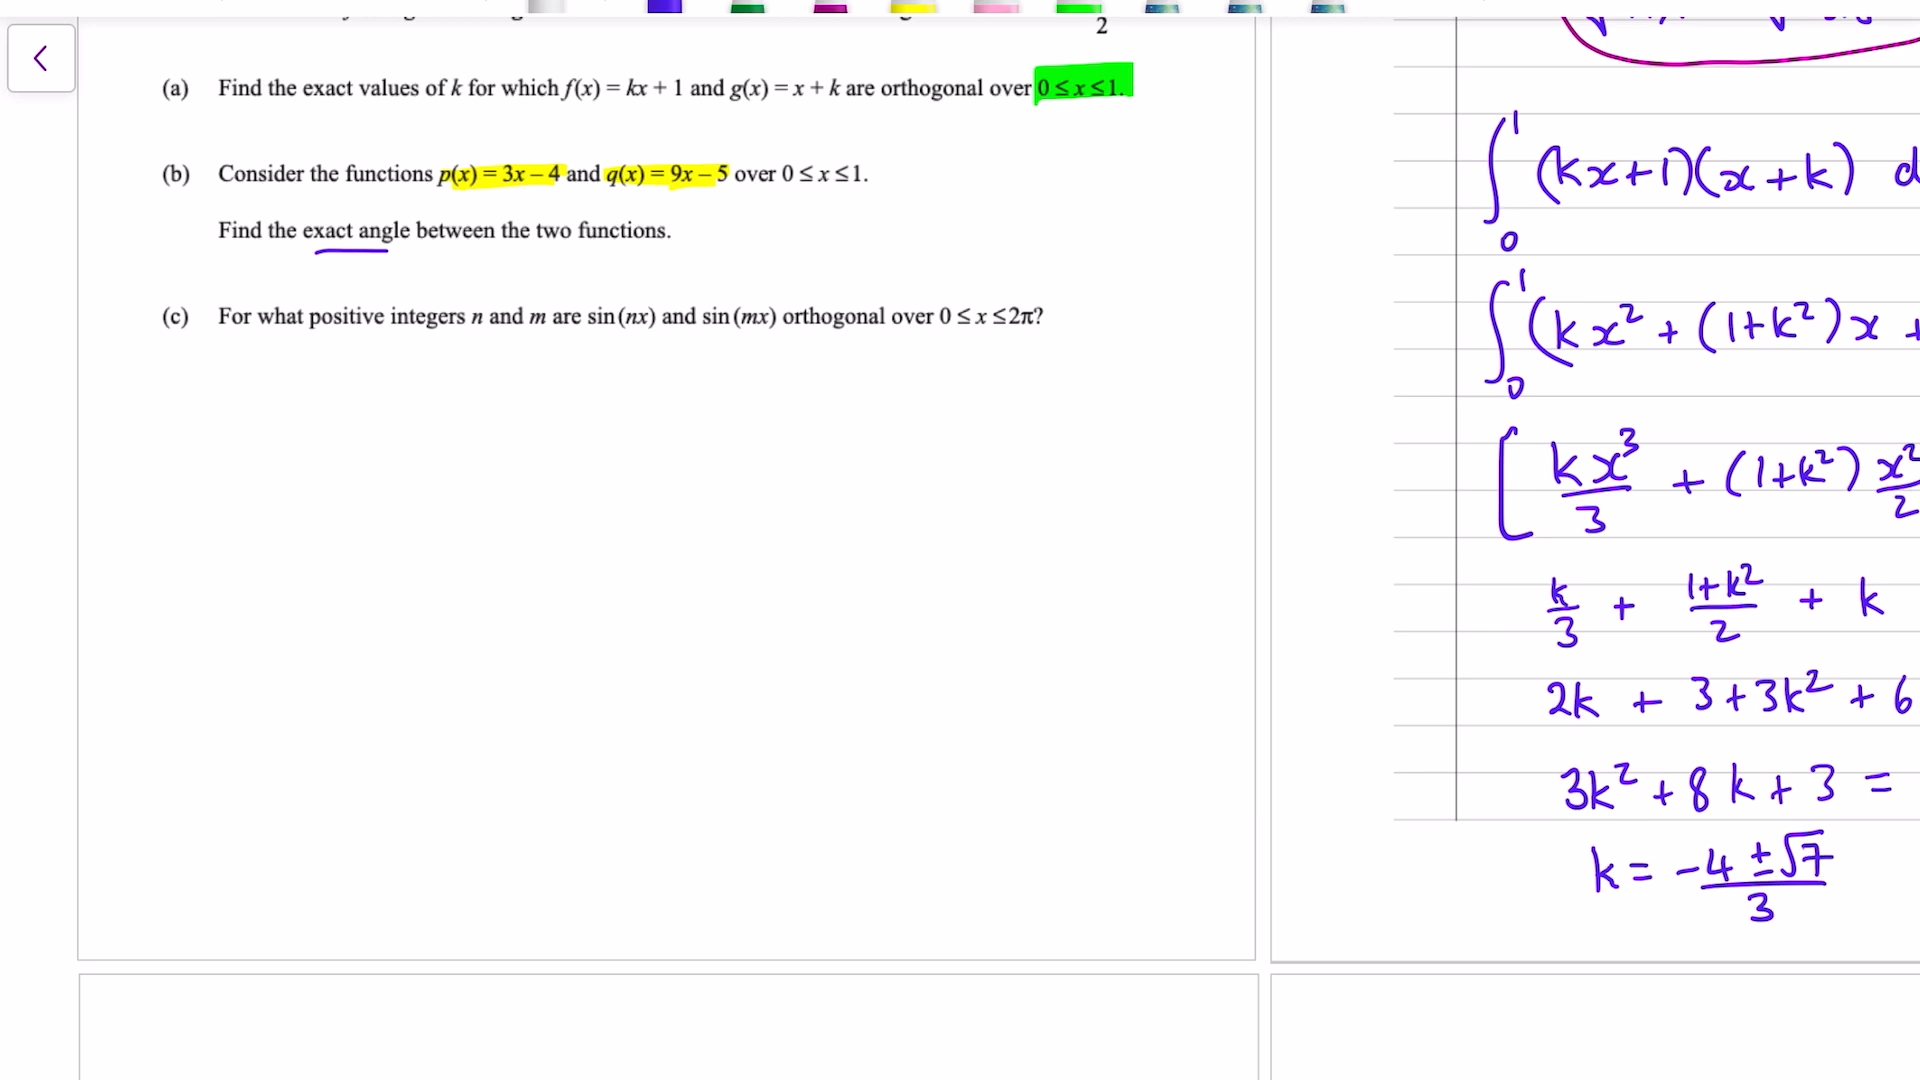 2
(a) Find the exact values of k for which f(x) = kx + 1 and g(x) = x + k are orthogonal over 0 ≤ x ≤ 1.
(b) Consider the functions p(x) = 3x – 4 and q(x) = 9x – 5 over 0 ≤ x ≤ 1.
Find the exact angle between the two functions.
(c) For what positive integers n and m are sin (nx) and sin (mx) orthogonal over 0 ≤ x ≤ 2π?
∫₀¹ (kx+1)(x+k) d
∫₀¹ (kx² + (1+k²)x +
[ kx³/3 + (1+k²) x²/2
k/3 + (1+k²)/2 + k
2k + 3+3k² + 6
3k² + 8k + 3 =
k = (-4 ± √7)/3